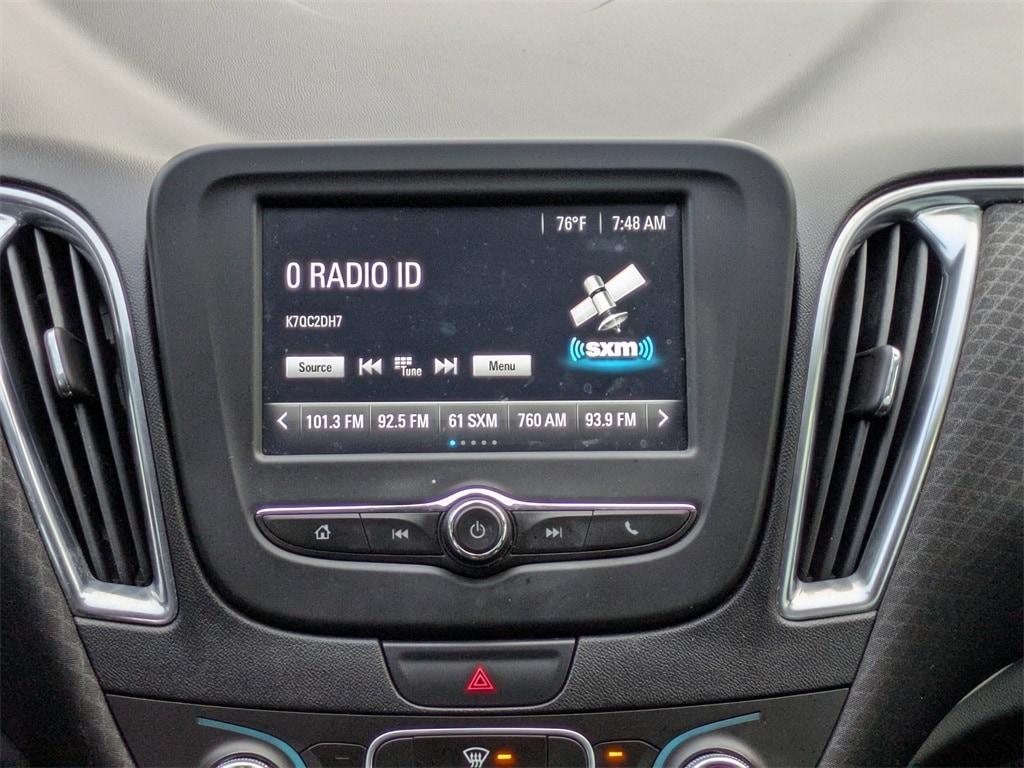 76°F 7:48 AM
0 RADIO ID
K7QC2DH7
Source Tune Menu
sxm
101.3 FM 92.5 FM 61 SXM 760 AM 93.9 FM